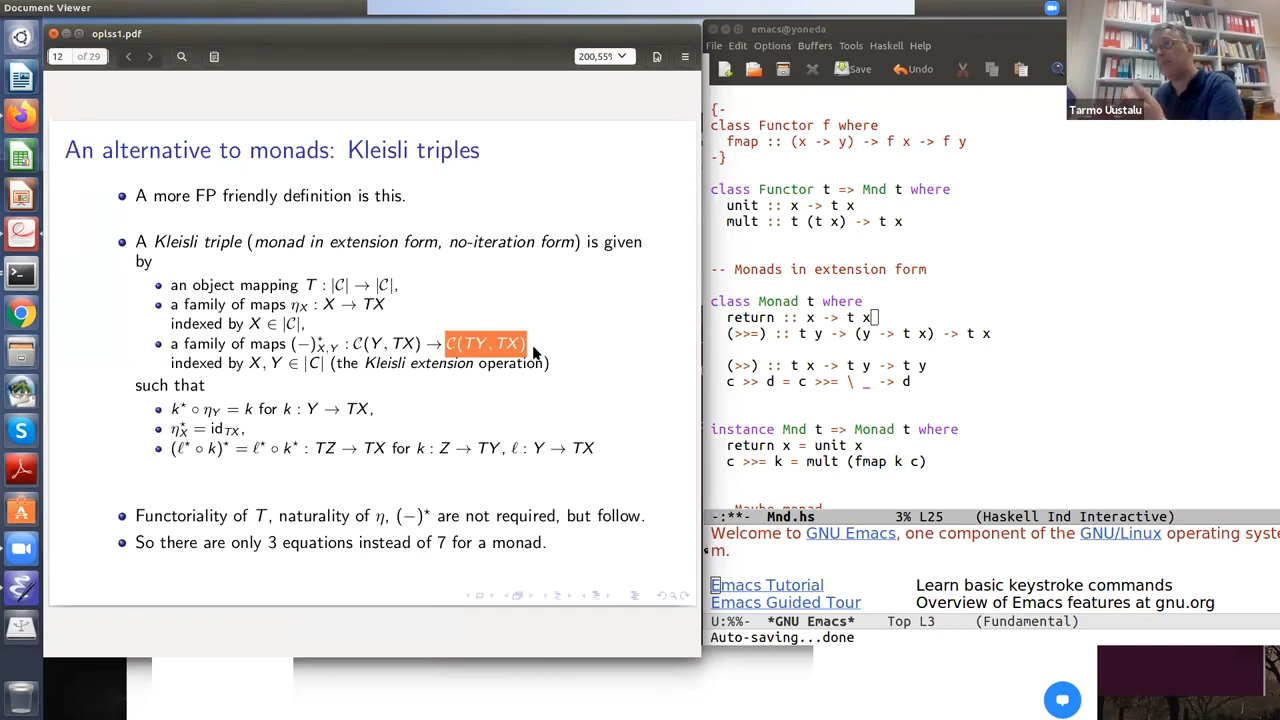 Document Viewer
oplss1.pdf
12 of 29
200,55%
An alternative to monads: Kleisli triples
A more FP friendly definition is this.
A Kleisli triple (monad in extension form, no-iteration form) is given
by
an object mapping T : |C| → |C|,
a family of maps η_X : X → TX
indexed by X ∈ |C|,
a family of maps (−)⋆_X,Y : C(Y, TX) → C(TY, TX)
indexed by X, Y ∈ |C| (the Kleisli extension operation)
such that
k⋆ ∘ η_Y = k for k : Y → TX,
η⋆_X = id_TX,
(ℓ⋆ ∘ k)⋆ = ℓ⋆ ∘ k⋆ : TZ → TX for k : Z → TY, ℓ : Y → TX
Functoriality of T, naturality of η, (−)⋆ are not required, but follow.
So there are only 3 equations instead of 7 for a monad.
emacs@yoneda
File Edit Options Buffers Tools Haskell Help
Save Undo
{-
class Functor f where
fmap :: (x -> y) -> f x -> f y
-}
class Functor t => Mnd t where
unit :: x -> t x
mult :: t (t x) -> t x
-- Monads in extension form
class Monad t where
return :: x -> t x
(>>=) :: t y -> (y -> t x) -> t x
(>>) :: t x -> t y -> t y
c >> d = c >>= \ _ -> d
instance Mnd t => Monad t where
return x = unit x
c >>= k = mult (fmap k c)
-:**- Mnd.hs 3% L25 (Haskell Ind Interactive)
Welcome to GNU Emacs, one component of the GNU/Linux operating syste
m.
Emacs Tutorial Learn basic keystroke commands
Emacs Guided Tour Overview of Emacs features at gnu.org
U:%%- *GNU Emacs* Top L3 (Fundamental)
Auto-saving...done
Tarmo Uustalu